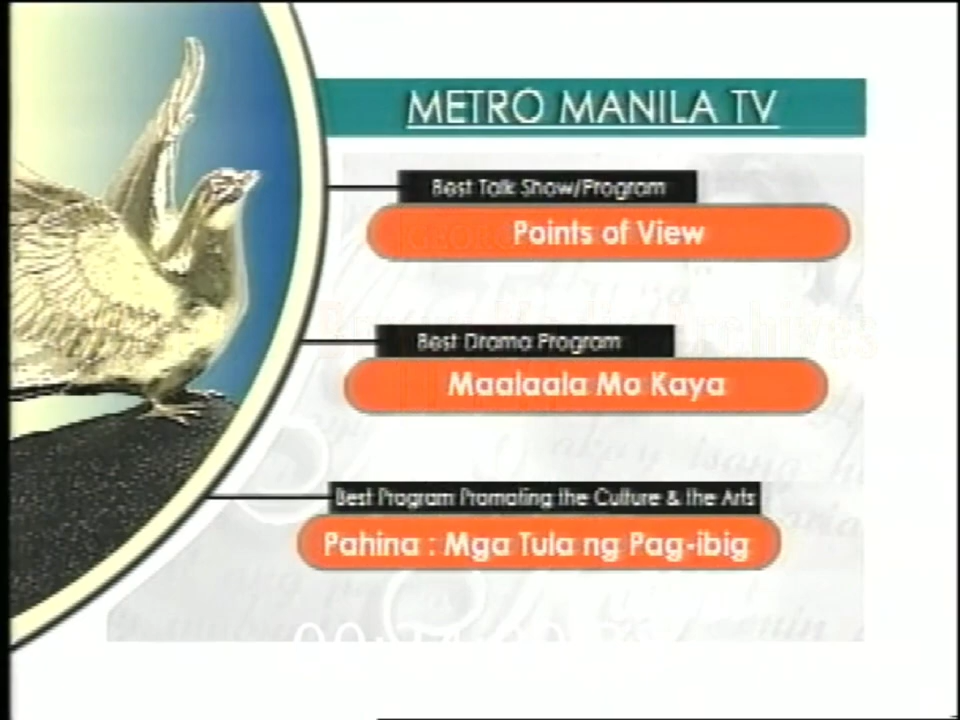 METRO MANILA TV
Best Talk Show/Program
Points of View
Archives
Best Drama Program
Maalaala Mo Kaya
Best Program Promoting the Culture & the Arts
Pahina : Mga Tula ng Pag-ibig